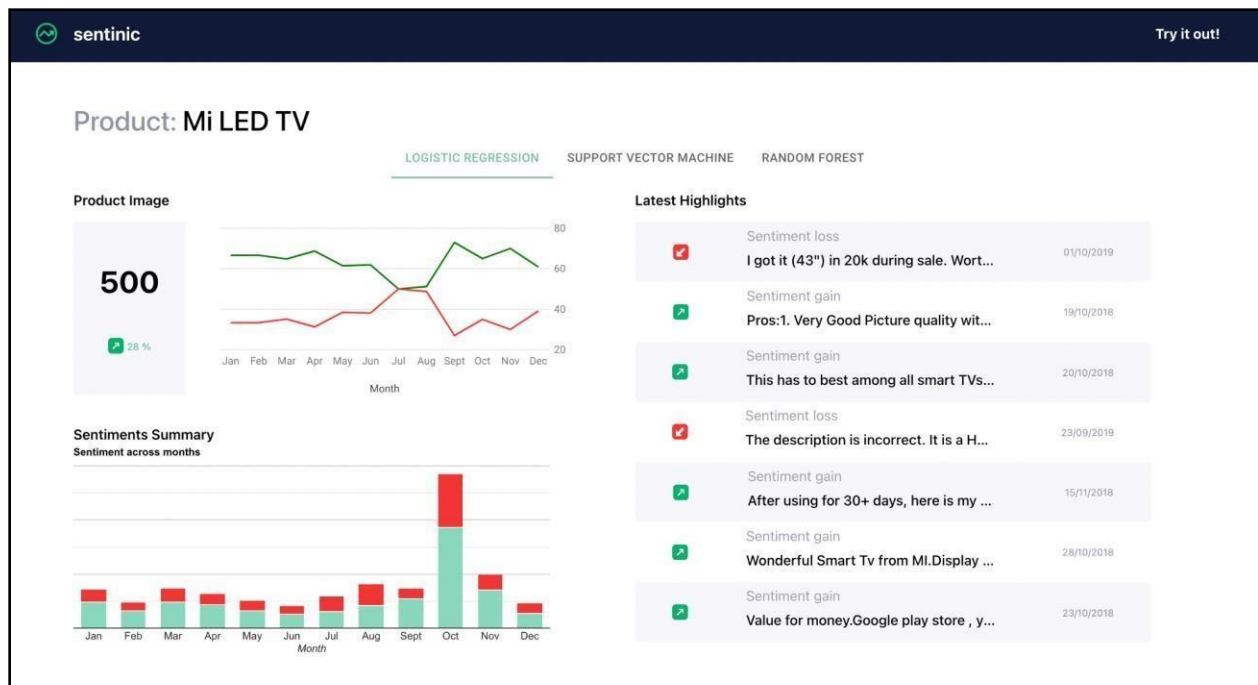 sentinic
Try it out!
Product: Mi LED TV
LOGISTIC REGRESSION SUPPORT VECTOR MACHINE RANDOM FOREST
Product Image
500
28 %
80
60
40
20
Jan Feb Mar Apr May Jun Jul Aug Sept Oct Nov Dec
Month
Sentiments Summary
Sentiment across months
Jan Feb Mar Apr May Jun Jul Aug Sept Oct Nov Dec
Month
Latest Highlights
Sentiment loss
I got it (43") in 20k during sale. Wort...
01/10/2019
Sentiment gain
Pros:1. Very Good Picture quality wit...
19/10/2018
Sentiment gain
This has to best among all smart TVs...
20/10/2018
Sentiment loss
The description is incorrect. It is a H...
23/09/2019
Sentiment gain
After using for 30+ days, here is my ...
15/11/2018
Sentiment gain
Wonderful Smart Tv from MI.Display ...
28/10/2018
Sentiment gain
Value for money.Google play store , y...
23/10/2018